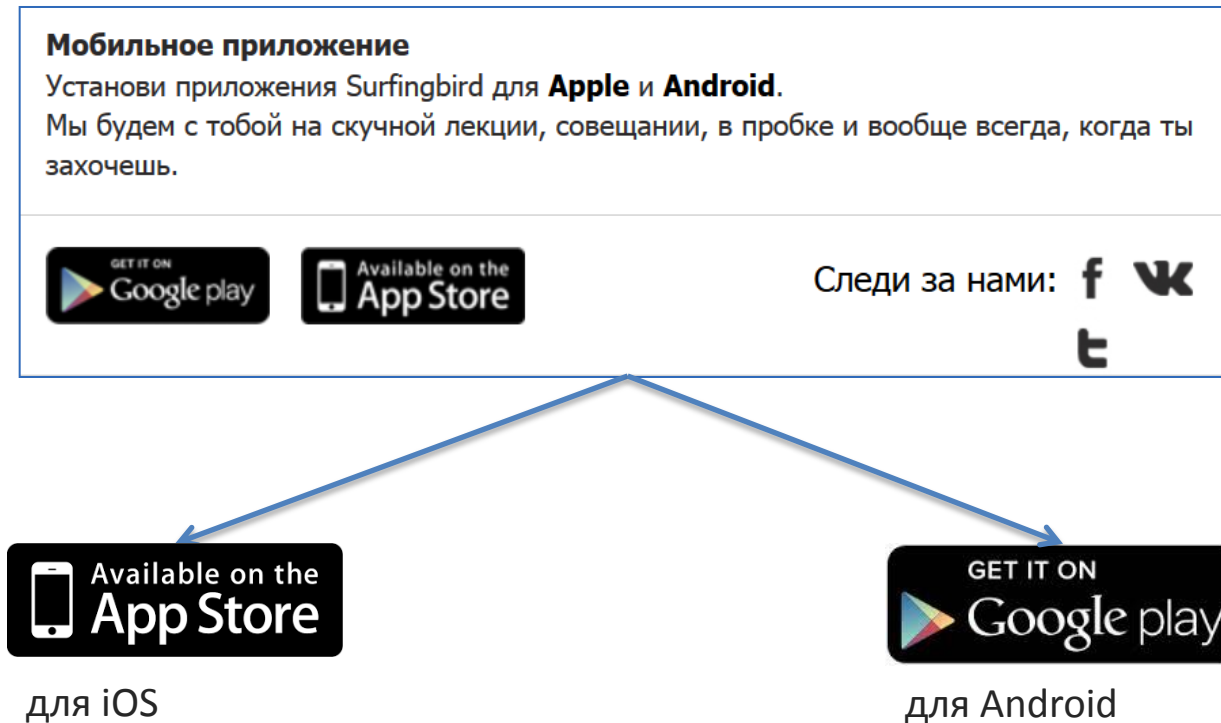 Мобильное приложение
Установи приложения Surfingbird для Apple и Android.
Мы будем с тобой на скучной лекции, совещании, в пробке и вообще всегда, когда ты
захочешь.
GET IT ON
Google play
Available on the
App Store
Следи за нами:
Available on the
App Store
GET IT ON
Google play
для iOS
для Android